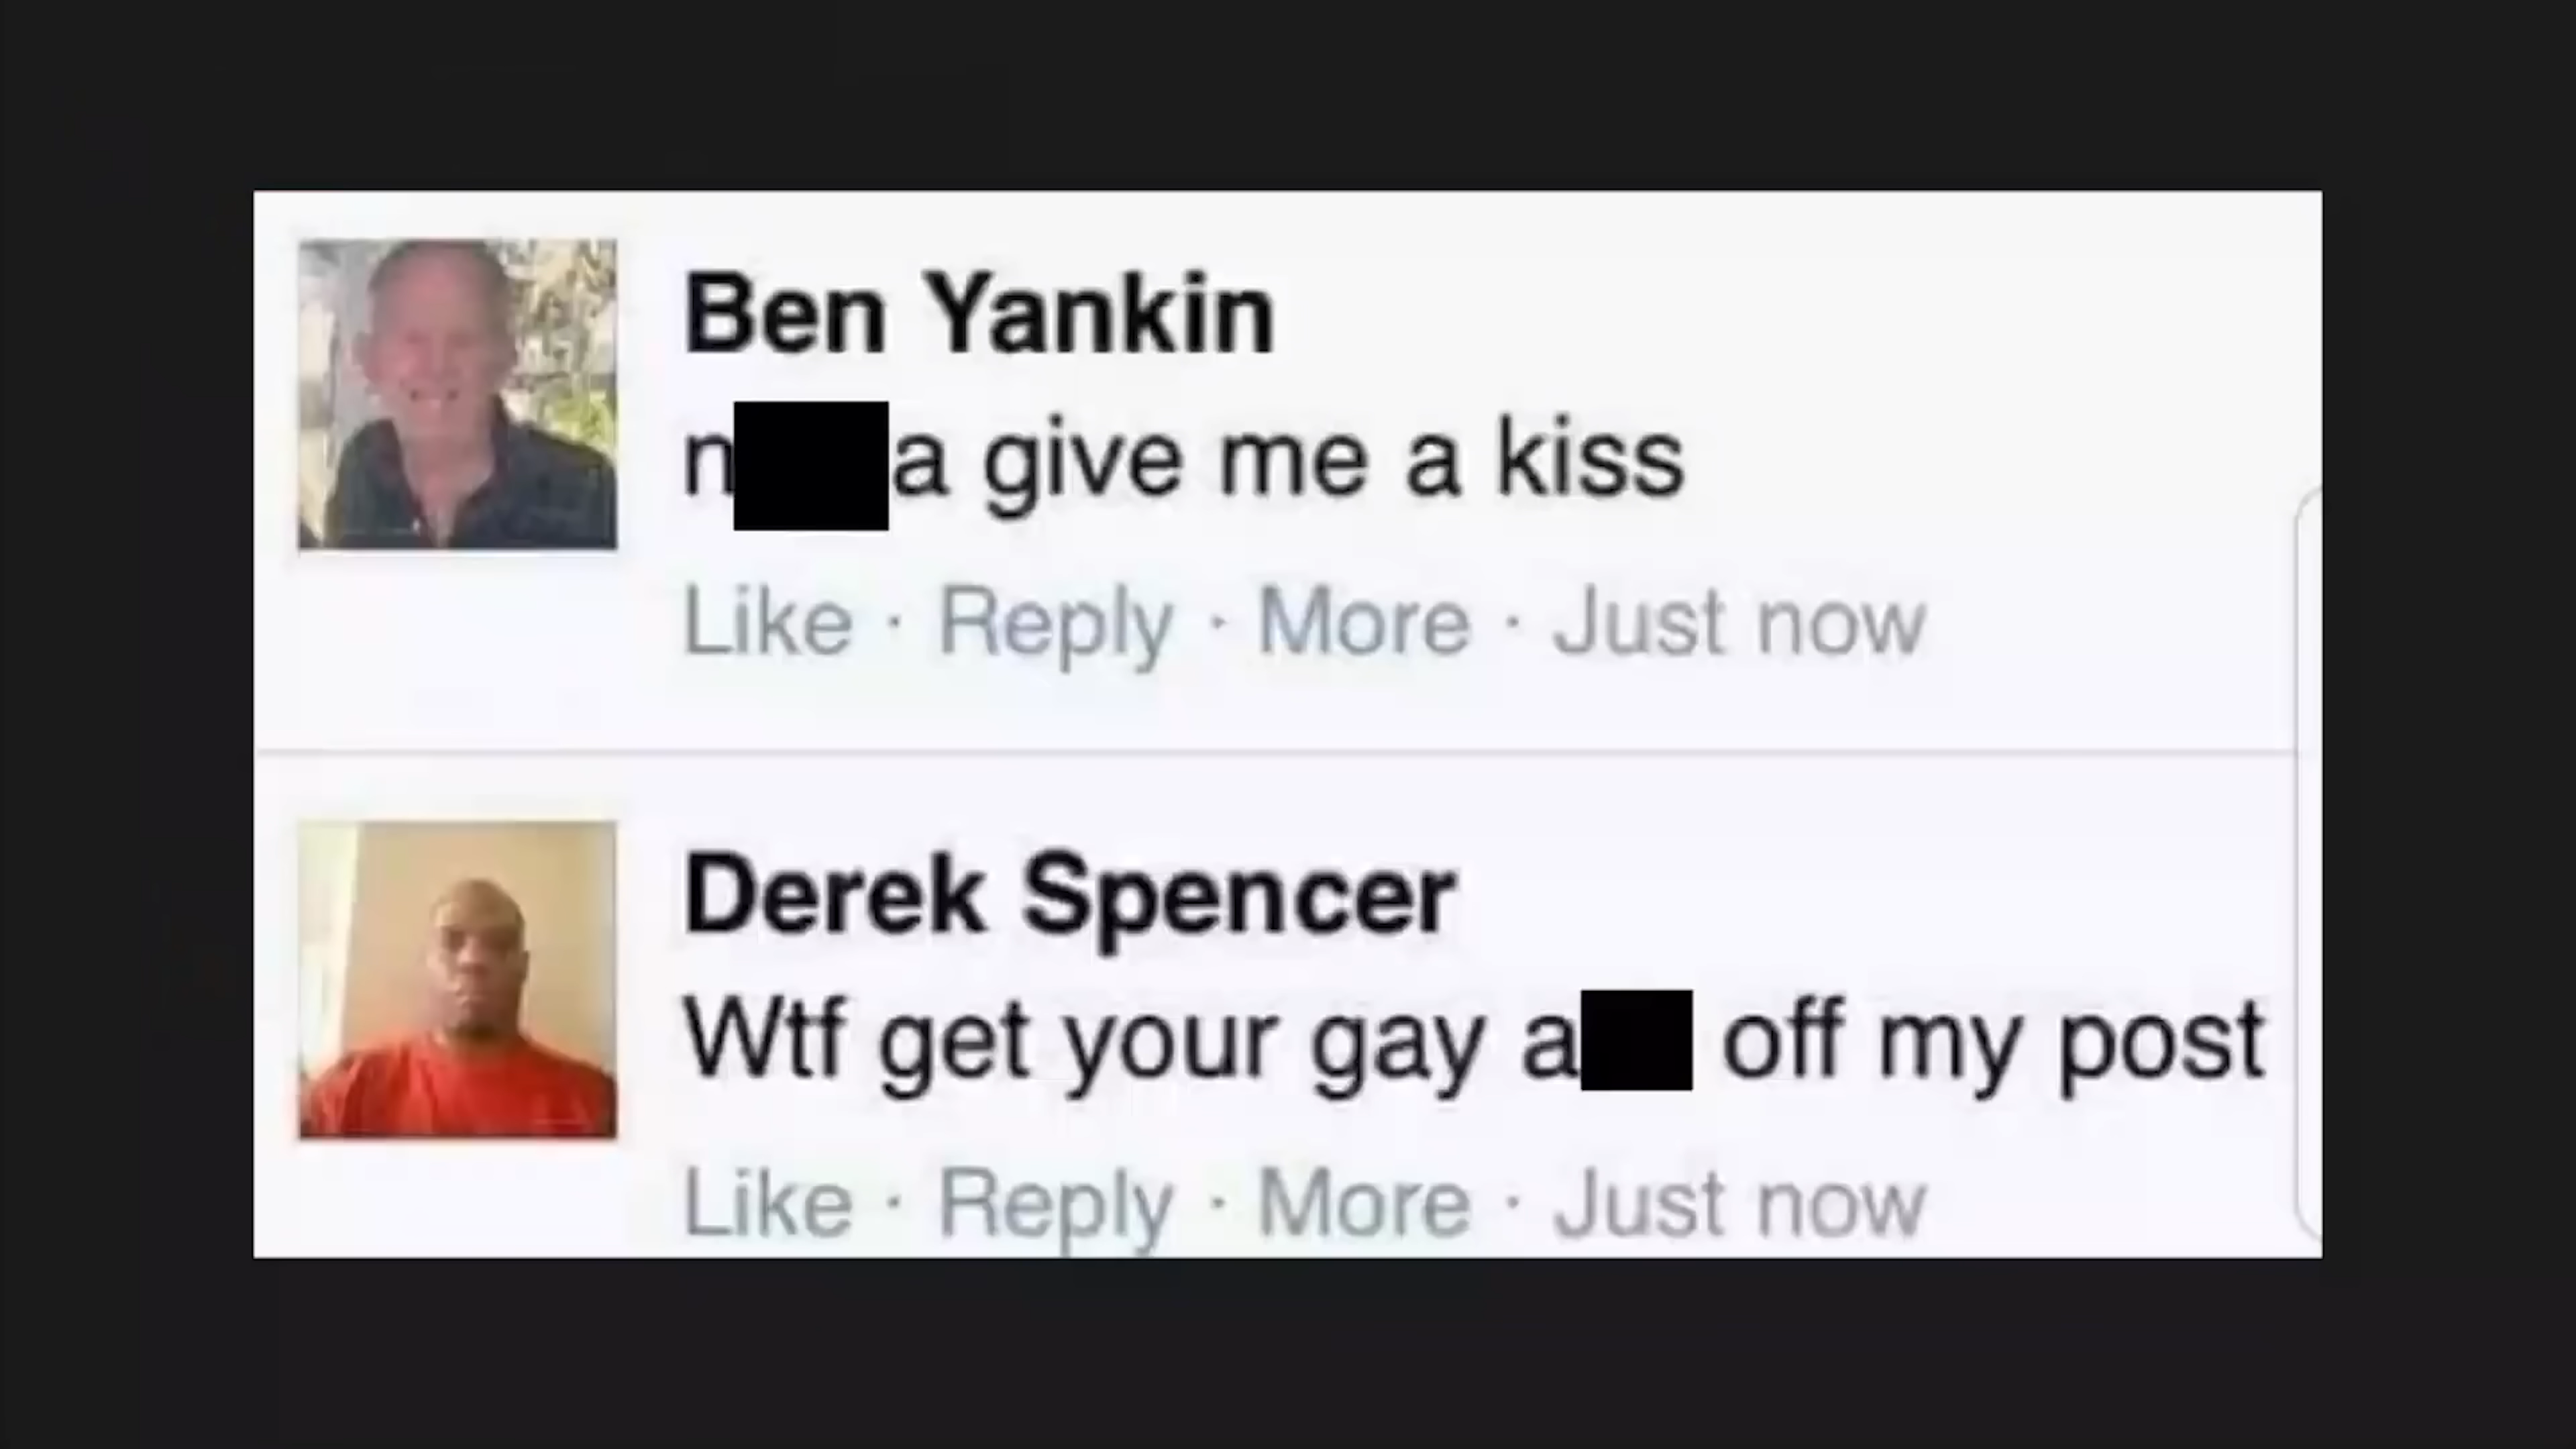 Ben Yankin
n a give me a kiss
Like · Reply · More · Just now
Derek Spencer
Wtf get your gay a off my post
Like · Reply · More · Just now